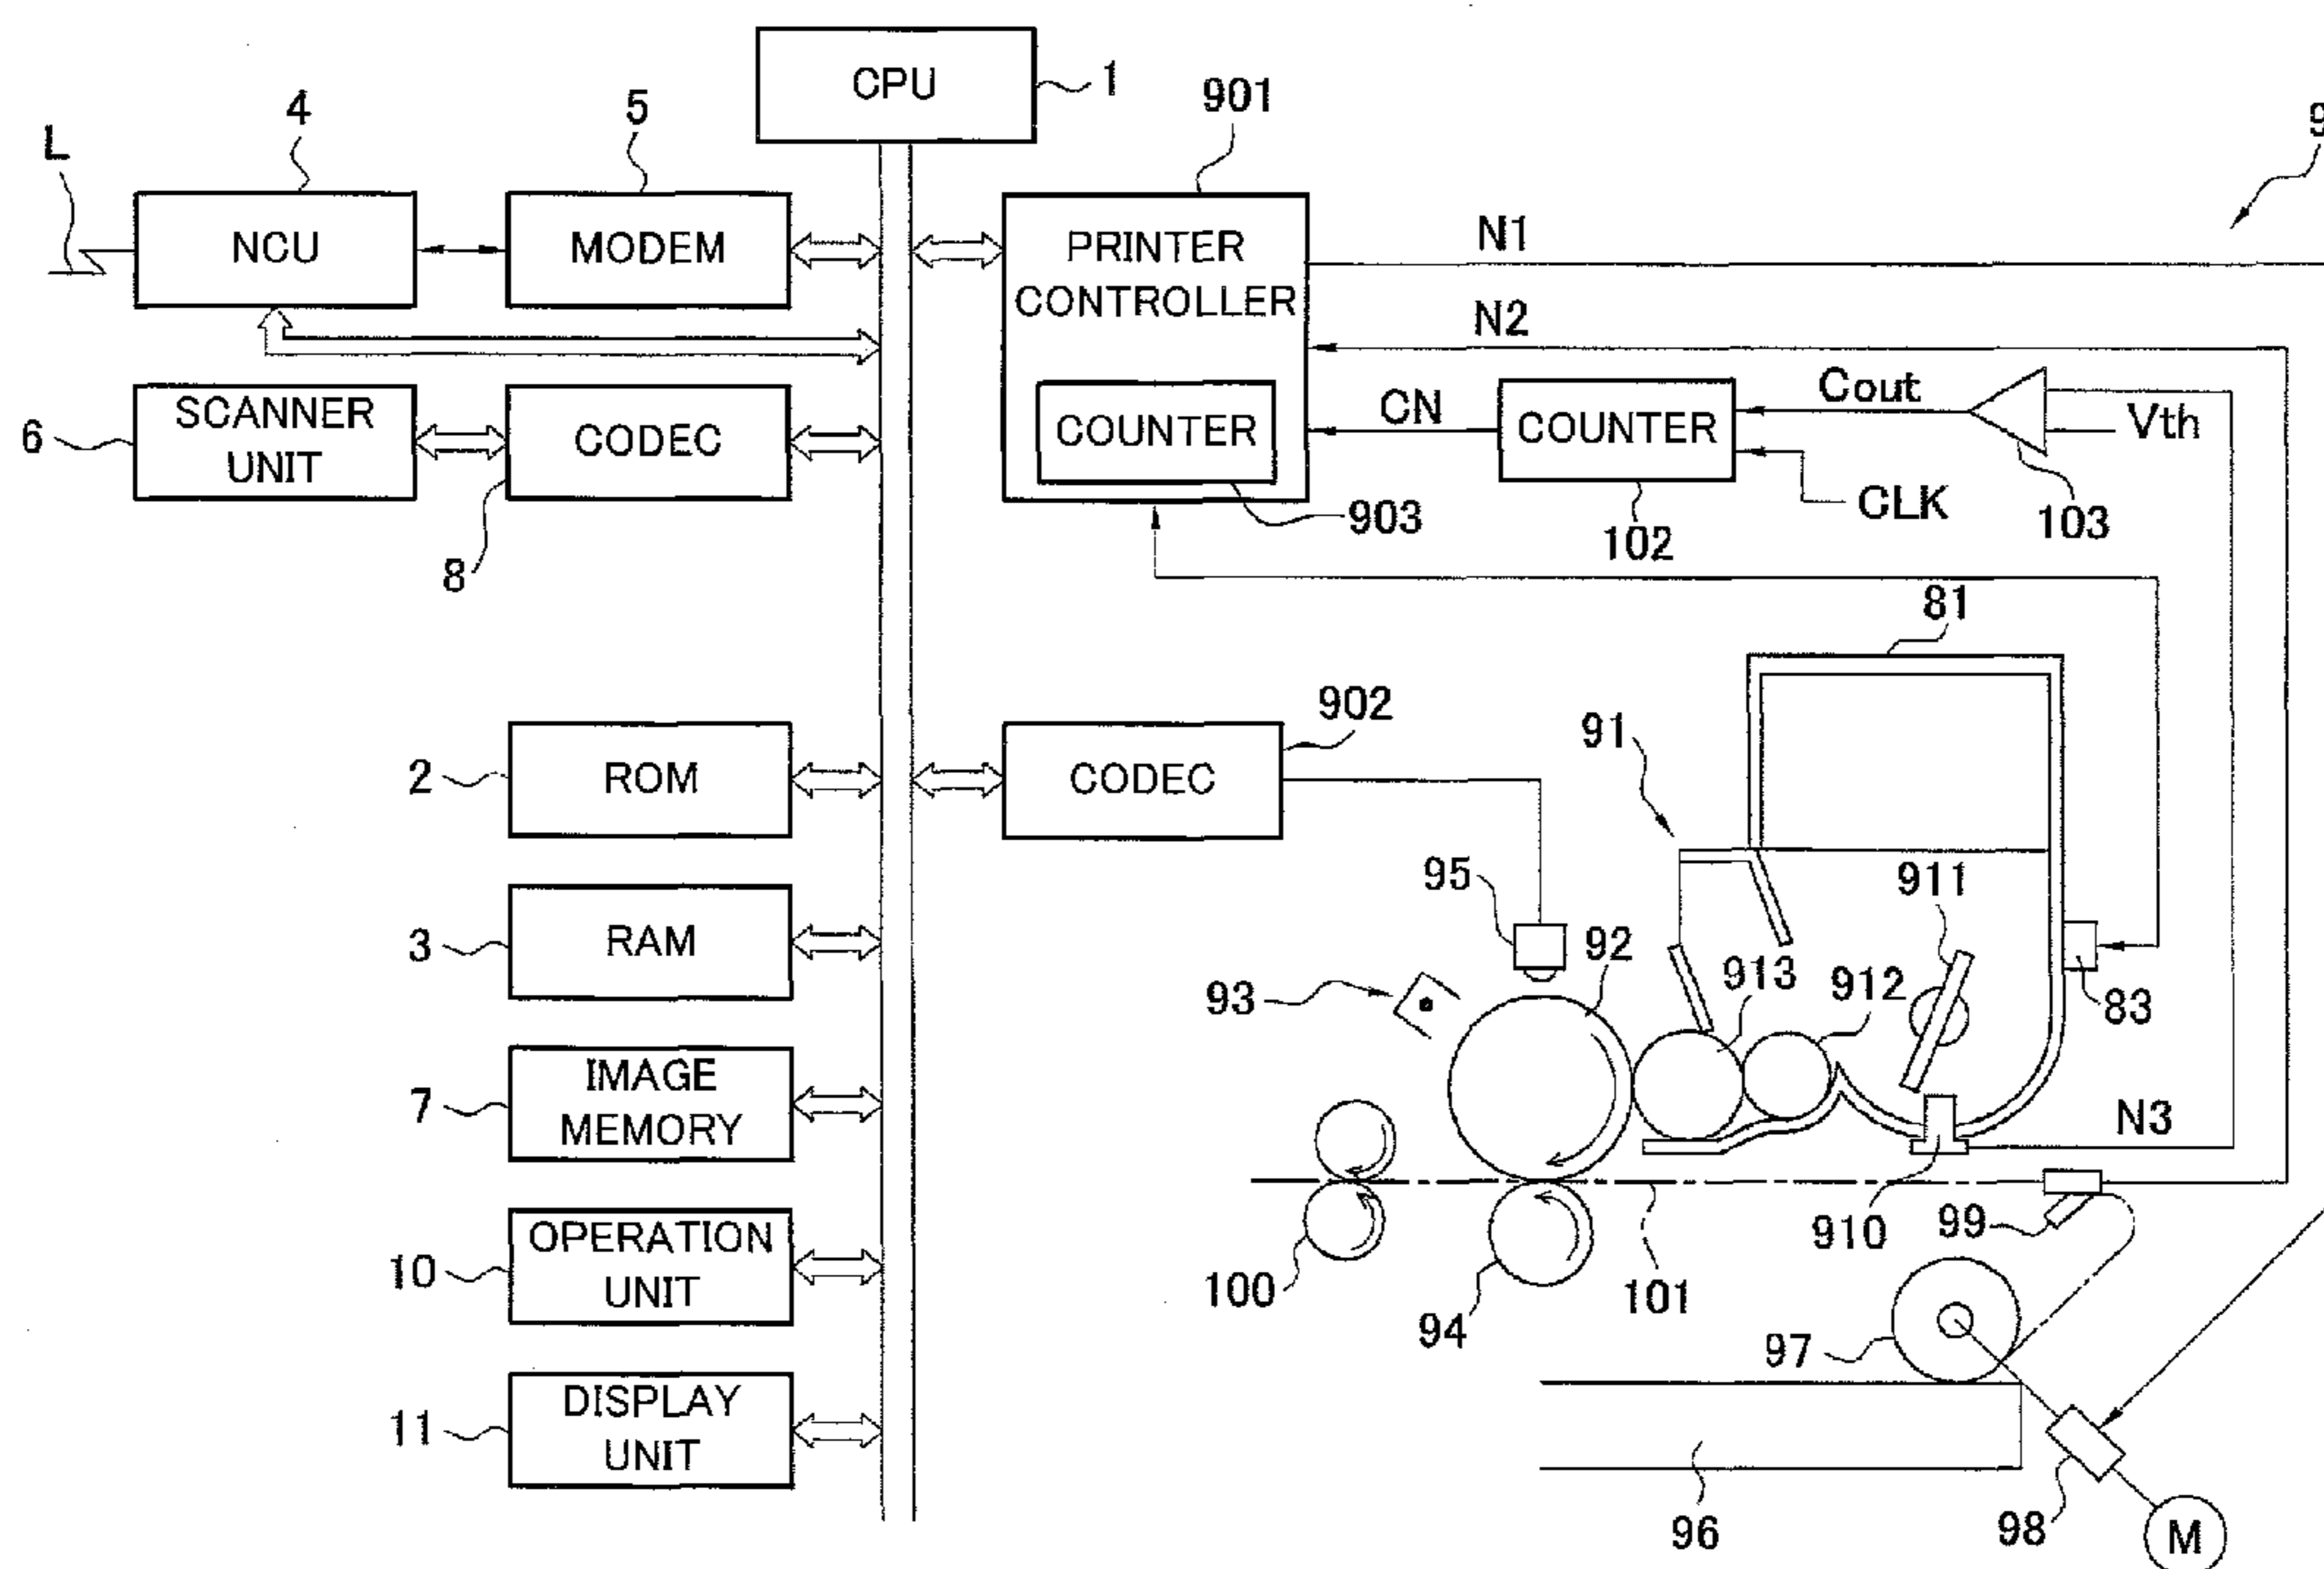 CPU
1
901
9
4
5
L
NCU
MODEM
PRINTER
CONTROLLER
N1
N2
SCANNER
UNIT
6
CODEC
8
COUNTER
903
CN
COUNTER
102
Cout
Vth
CLK
103
81
902
91
2
ROM
CODEC
95
92
911
3
RAM
93
913
912
83
IMAGE
MEMORY
7
N3
OPERATION
UNIT
10
100
94
101
910
99
97
DISPLAY
UNIT
11
96
98
M